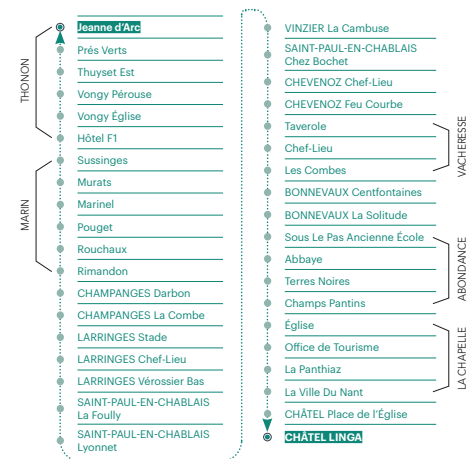 THONON
Jeanne d'Arc
Prés Verts
Thuyset Est
Vongy Pérouse
Vongy Église
Hôtel F1
MARIN
Sussinges
Murats
Marinel
Pouget
Rouchaux
Rimandon
CHAMPANGES Darbon
CHAMPANGES La Combe
LARRINGES Stade
LARRINGES Chef-Lieu
LARRINGES Vérossier Bas
SAINT-PAUL-EN-CHABLAIS
La Foully
SAINT-PAUL-EN-CHABLAIS
Lyonnet
VINZIER La Cambuse
SAINT-PAUL-EN-CHABLAIS
Chez Bochet
CHEVENOZ Chef-Lieu
CHEVENOZ Feu Courbe
VACHERESSE
Taverole
Chef-Lieu
Les Combes
BONNEVAUX Centfontaines
BONNEVAUX La Solitude
ABONDANCE
Sous Le Pas Ancienne École
Abbaye
Terres Noires
Champs Pantins
LA CHAPELLE
Église
Office de Tourisme
La Panthiaz
La Ville Du Nant
CHÂTEL Place de l'Église
CHÂTEL LINGA